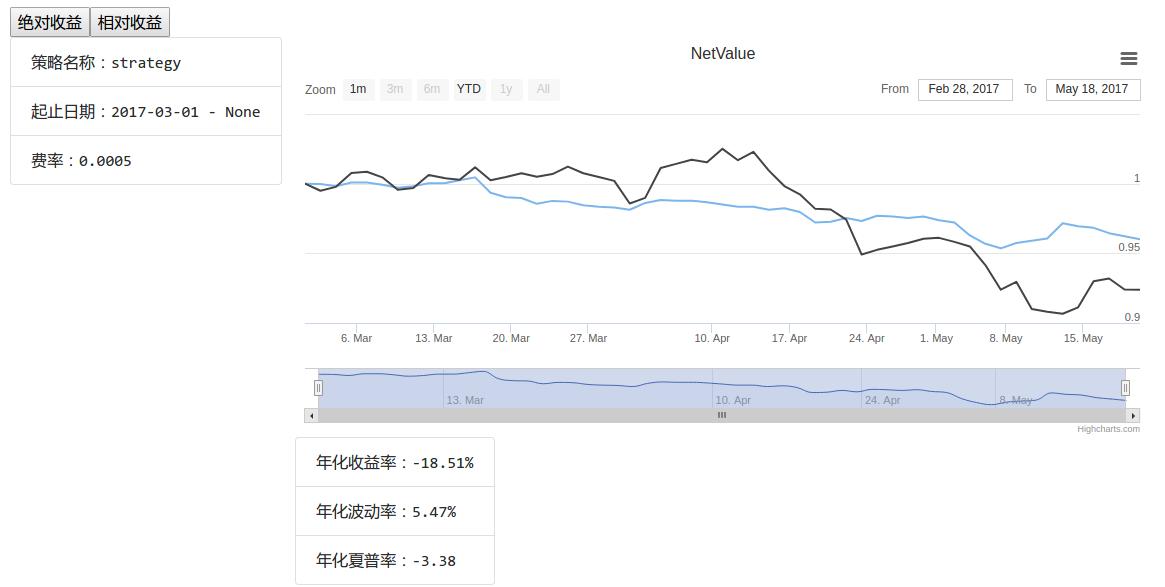 绝对收益 相对收益
策略名称：strategy
起止日期：2017-03-01 - None
费率：0.0005
NetValue
Zoom 1m 3m 6m YTD 1y All From Feb 28, 2017 To May 18, 2017
1
0.95
0.9
6. Mar 13. Mar 20. Mar 27. Mar 10. Apr 17. Apr 24. Apr 1. May 8. May 15. May
13. Mar 10. Apr 24. Apr 8. May
Highcharts.com
年化收益率：-18.51%
年化波动率：5.47%
年化夏普率：-3.38